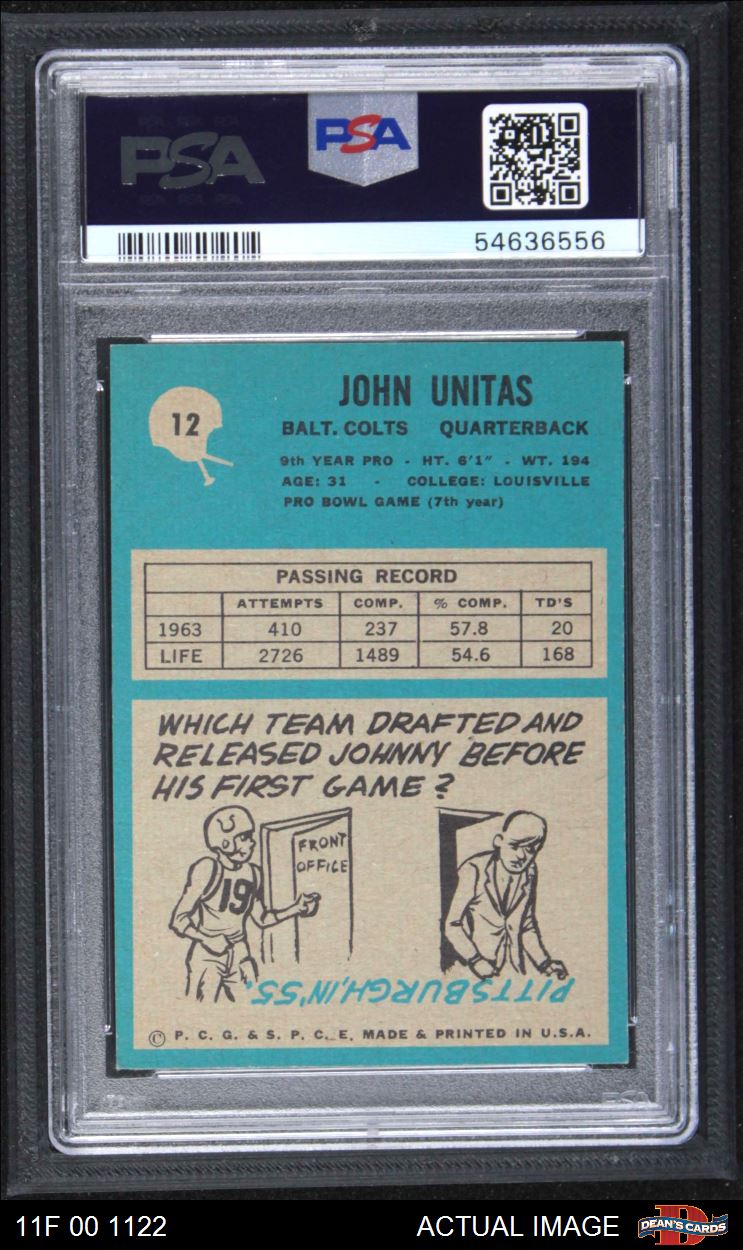 PSA
PSA
54636556
12
JOHN UNITAS
BALT. COLTS QUARTERBACK
9th YEAR PRO - HT. 6'1" - WT. 194
AGE: 31 - COLLEGE: LOUISVILLE
PRO BOWL GAME (7th year)
PASSING RECORD
ATTEMPTS COMP. % COMP. TD'S
1963 410 237 57.8 20
LIFE 2726 1489 54.6 168
WHICH TEAM DRAFTED AND
RELEASED JOHNNY BEFORE
HIS FIRST GAME?
FRONT
OFFICE
19
PITTSBURGH, IN '55.
© P. C. G. & S. P. C. E. MADE & PRINTED IN U.S.A.
11F 00 1122 ACTUAL IMAGE DEAN'S CARDS